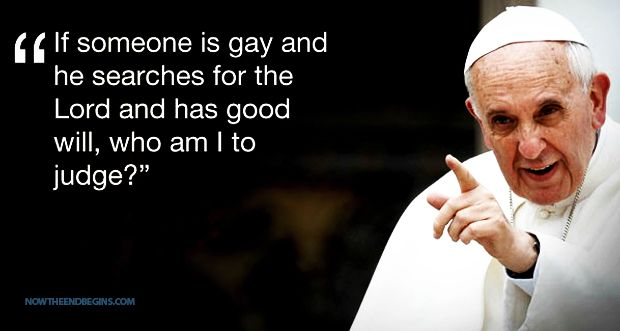 “If someone is gay and
he searches for the
Lord and has good
will, who am I to
judge?”
NOWTHEENDBEGINS.COM